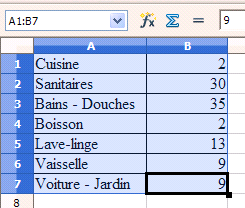 A1:B7 9
A B
1 Cuisine 2
2 Sanitaires 30
3 Bains - Douches 35
4 Boisson 2
5 Lave-linge 13
6 Vaisselle 9
7 Voiture - Jardin 9
8